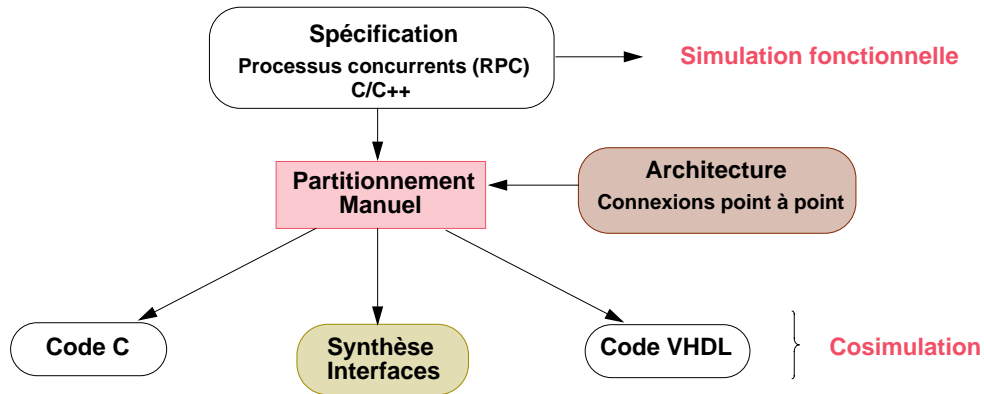 Spécification
Processus concurrents (RPC)
C/C++
Simulation fonctionnelle
Partitionnement
Manuel
Architecture
Connexions point à point
Code C
Synthèse
Interfaces
Code VHDL
Cosimulation